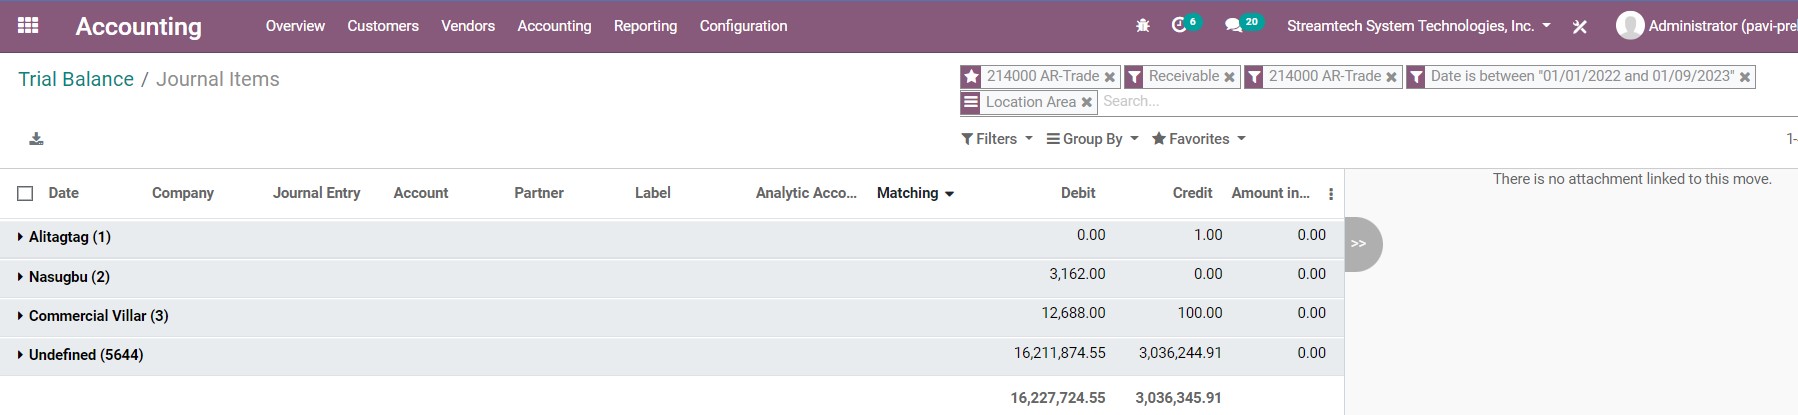 Accounting Overview Customers Vendors Accounting Reporting Configuration 6 20 Streamtech System Technologies, Inc. Administrator (pavi-prel
Trial Balance / Journal Items
214000 AR-Trade Receivable 214000 AR-Trade Date is between "01/01/2022 and 01/09/2023"
Location Area Search...
Filters Group By Favorites 1-
Date Company Journal Entry Account Partner Label Analytic Acco... Matching Debit Credit Amount in...
There is no attachment linked to this move.
Alitagtag (1) 0.00 1.00 0.00
>>
Nasugbu (2) 3,162.00 0.00 0.00
Commercial Villar (3) 12,688.00 100.00 0.00
Undefined (5644) 16,211,874.55 3,036,244.91 0.00
16,227,724.55 3,036,345.91